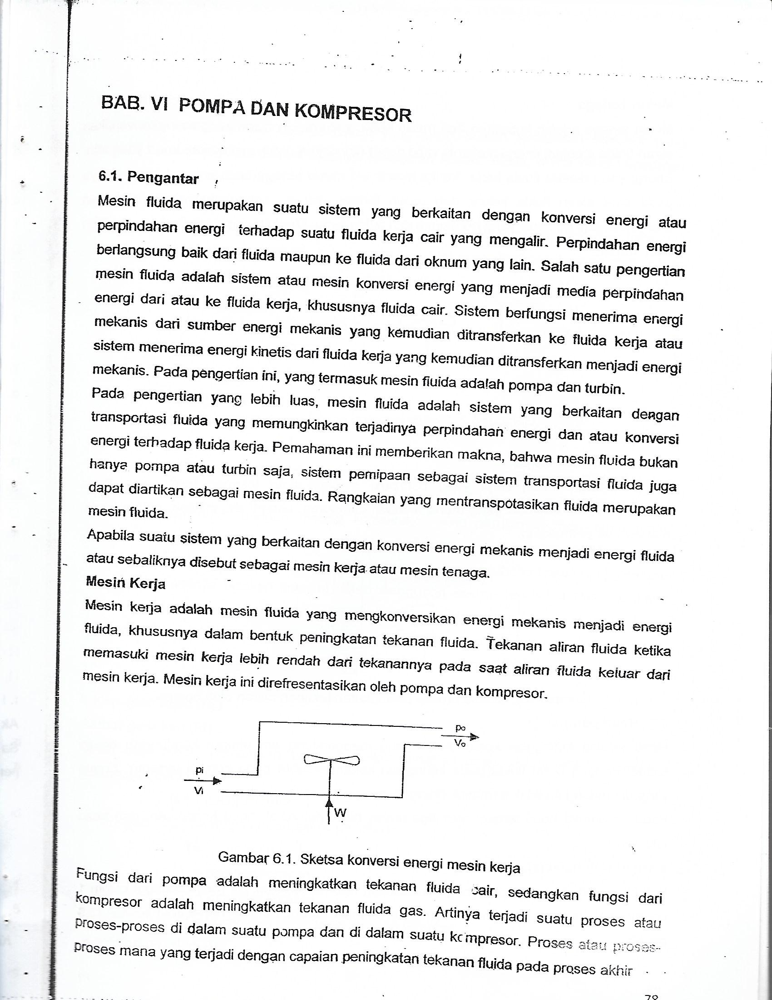 BAB. VI POMPA DAN KOMPRESOR
6.1. Pengantar
Mesin fluida merupakan suatu sistem yang berkaitan dengan konversi energi atau
perpindahan energi terhadap suatu fluida kerja cair yang mengalir. Perpindahan energi
berlangsung baik dari fluida maupun ke fluida dari oknum yang lain. Salah satu pengertian
mesin fluida adalah sistem atau mesin konversi energi yang menjadi media perpindahan
energi dari atau ke fluida kerja, khususnya fluida cair. Sistem berfungsi menerima energi
mekanis dari sumber energi mekanis yang kemudian ditransferkan ke fluida kerja atau
sistem menerima energi kinetis dari fluida kerja yang kemudian ditransferkan menjadi energi
mekanis. Pada pengertian ini, yang termasuk mesin fluida adalah pompa dan turbin.
Pada pengertian yang lebih luas, mesin fluida adalah sistem yang berkaitan dengan
transportasi fluida yang memungkinkan terjadinya perpindahan energi dan atau konversi
energi terhadap fluida kerja. Pemahaman ini memberikan makna, bahwa mesin fluida bukan
hanya pompa atau turbin saja, sistem pemipaan sebagai sistem transportasi fluida juga
dapat diartikan sebagai mesin fluida. Rangkaian yang mentranspotasikan fluida merupakan
mesin fluida.
Apabila suatu sistem yang berkaitan dengan konversi energi mekanis menjadi energi fluida
atau sebaliknya disebut sebagai mesin kerja atau mesin tenaga.
Mesin Kerja
Mesin kerja adalah mesin fluida yang mengkonversikan energi mekanis menjadi energi
fluida, khususnya dalam bentuk peningkatan tekanan fluida. Tekanan aliran fluida ketika
memasuki mesin kerja lebih rendah dari tekanannya pada saat aliran fluida keluar dari
mesin kerja. Mesin kerja ini direfresentasikan oleh pompa dan kompresor.
po
Vo
pi
Vi
W
Gambar 6.1. Sketsa konversi energi mesin kerja
Fungsi dari pompa adalah meningkatkan tekanan fluida cair, sedangkan fungsi dari
kompresor adalah meningkatkan tekanan fluida gas. Artinya terjadi suatu proses atau
proses-proses di dalam suatu pompa dan di dalam suatu kompresor. Proses atau proses-
proses mana yang terjadi dengan capaian peningkatan tekanan fluida pada proses akhir